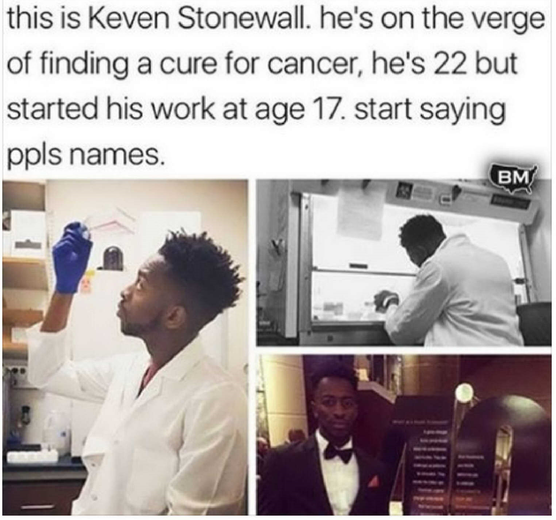 this is Keven Stonewall. he's on the verge
of finding a cure for cancer, he's 22 but
started his work at age 17. start saying
ppls names.
BM